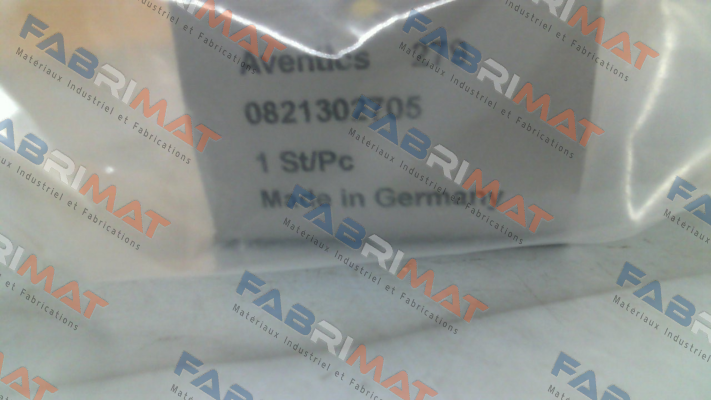 Aventics
0821302705
1 St/Pc
Made in Germany
FABRIMAT
Materiaux Industriel et Fabrications